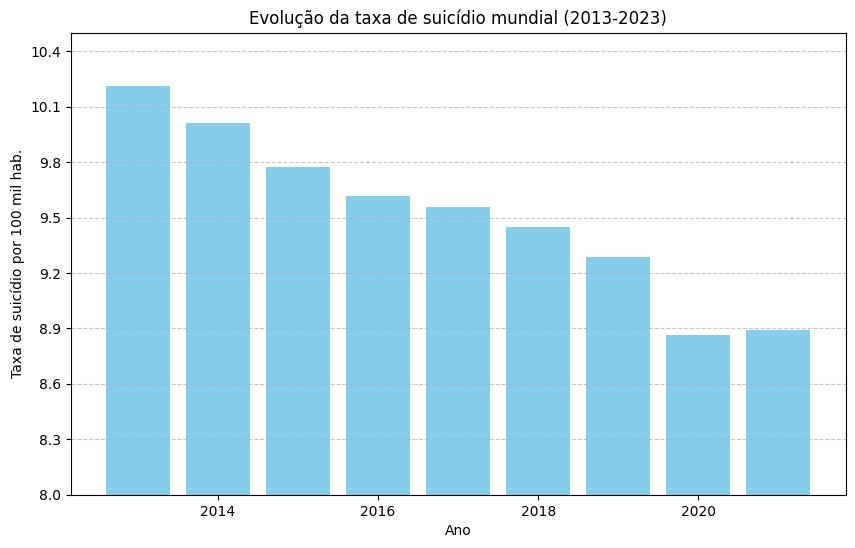 Evolução da taxa de suicídio mundial (2013-2023)
Taxa de suicídio por 100 mil hab.
10.4
10.1
9.8
9.5
9.2
8.9
8.6
8.3
8.0
2014 2016 2018 2020
Ano